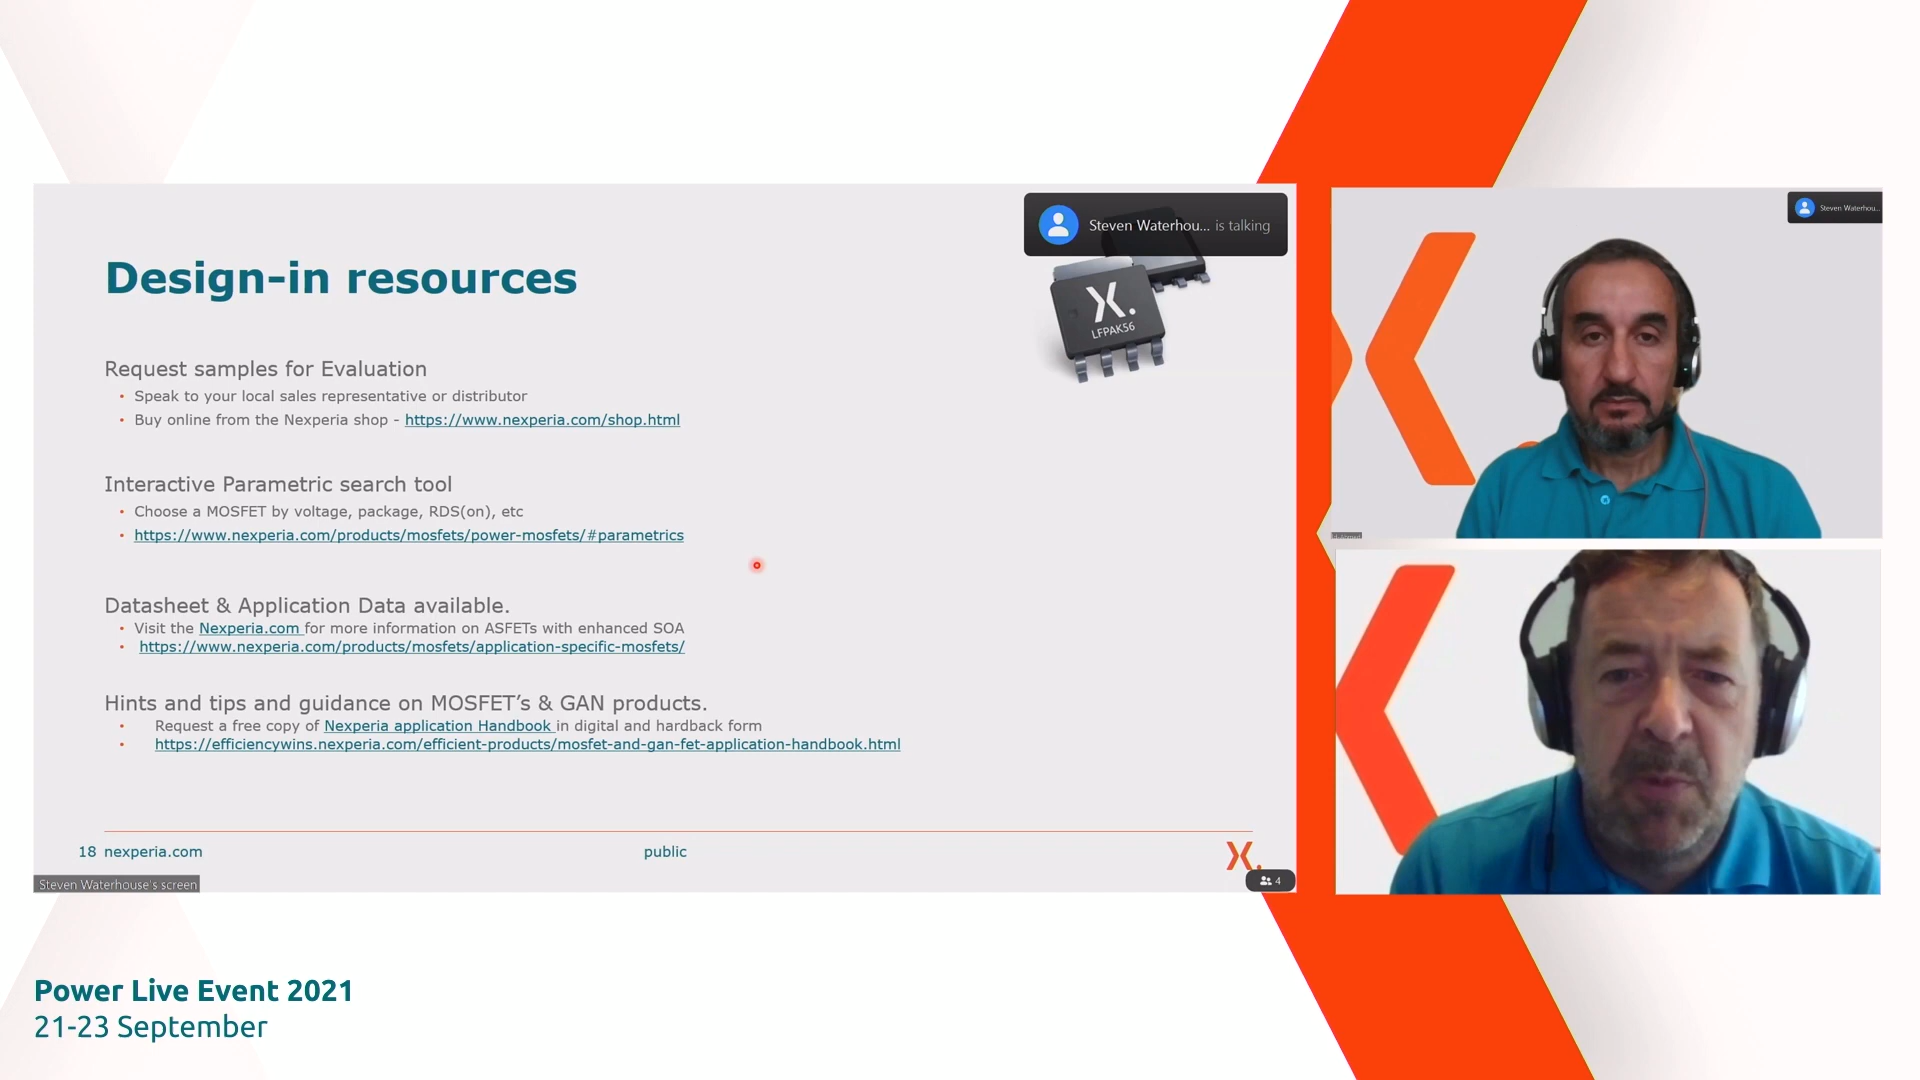 Steven Waterhou... is talking
Steven Waterhou...
Design-in resources
LFPAK56
Request samples for Evaluation
• Speak to your local sales representative or distributor
• Buy online from the Nexperia shop - https://www.nexperia.com/shop.html
Interactive Parametric search tool
• Choose a MOSFET by voltage, package, RDS(on), etc
• https://www.nexperia.com/products/mosfets/power-mosfets/#parametrics
Datasheet & Application Data available.
• Visit the Nexperia.com for more information on ASFETs with enhanced SOA
• https://www.nexperia.com/products/mosfets/application-specific-mosfets/
Hints and tips and guidance on MOSFET’s & GAN products.
• Request a free copy of Nexperia application Handbook in digital and hardback form
• https://efficiencywins.nexperia.com/efficient-products/mosfet-and-gan-fet-application-handbook.html
18 nexperia.com
public
4
Steven Waterhouse's screen
Power Live Event 2021
21-23 September